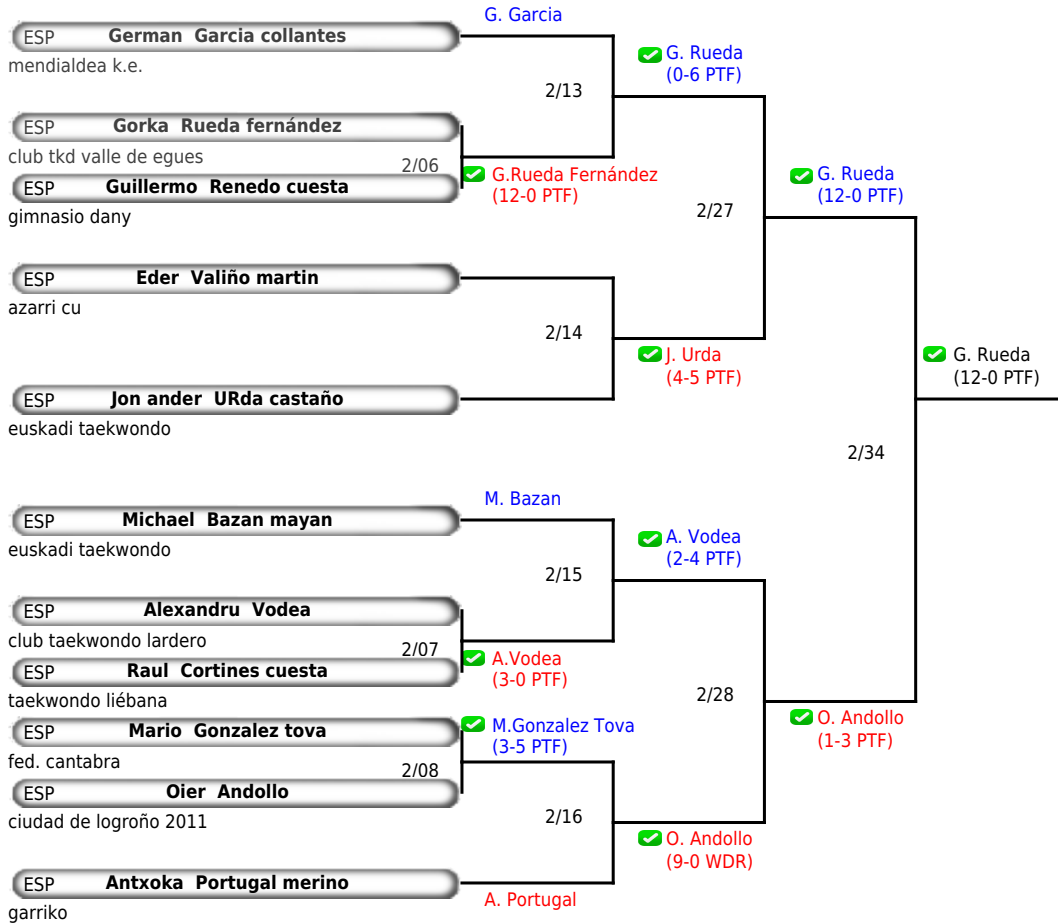 G. Garcia
ESP German Garcia collantes
mendialdea k.e.
G. Rueda
(0-6 PTF)
2/13
ESP Gorka Rueda fernández
club tkd valle de egues
2/06
G.Rueda Fernández
(12-0 PTF)
ESP Guillermo Renedo cuesta
gimnasio dany
G. Rueda
(12-0 PTF)
2/27
ESP Eder Valiño martin
azarri cu
2/14
J. Urda
(4-5 PTF)
G. Rueda
(12-0 PTF)
ESP Jon ander URda castaño
euskadi taekwondo
2/34
M. Bazan
ESP Michael Bazan mayan
euskadi taekwondo
A. Vodea
(2-4 PTF)
2/15
ESP Alexandru Vodea
club taekwondo lardero
2/07
A.Vodea
(3-0 PTF)
ESP Raul Cortines cuesta
taekwondo liébana
2/28
O. Andollo
(1-3 PTF)
ESP Mario Gonzalez tova
fed. cantabra
M.Gonzalez Tova
(3-5 PTF)
2/08
ESP Oier Andollo
ciudad de logroño 2011
2/16
O. Andollo
(9-0 WDR)
ESP Antxoka Portugal merino
garriko
A. Portugal